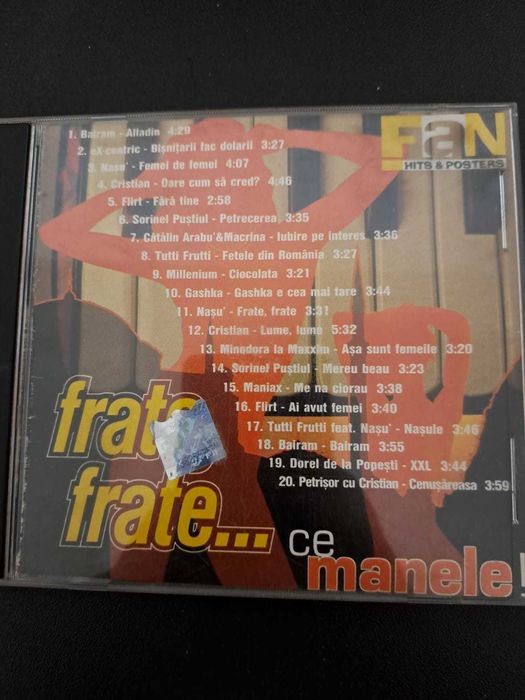 FaN
HITS & POSTERS
1. Bairam - Alladin 4:29
2. eX-centric - Bişniţarii fac dolarii 3:27
3. Naşu' - Femei de femei 4:07
4. Cristian - Oare cum să cred? 4:46
5. Flirt - Fără tine 2:58
6. Sorinel Puştiul - Petrecerea 3:35
7. Cătălin Arabu'&Macrina - Iubire pe interes 3:36
8. Tutti Frutti - Fetele din România 3:27
9. Millenium - Ciocolata 3:21
10. Gashka - Gashka e cea mai tare 3:44
11. Naşu' - Frate, frate 3:31
12. Cristian - Lume, lume 5:32
13. Minodora la Maxxim - Aşa sunt femeile 3:20
14. Sorinel Puştiul - Mereu beau 3:23
15. Maniax - Me na ciorau 3:38
16. Flirt - Ai avut femei 3:40
17. Tutti Frutti feat. Naşu' - Naşule 3:46
18. Bairam - Bairam 3:55
19. Dorel de la Popeşti - XXL 3:44
20. Petrişor cu Cristian - Cenuşăreasa 3:59
frate
frate...
ce
manele!